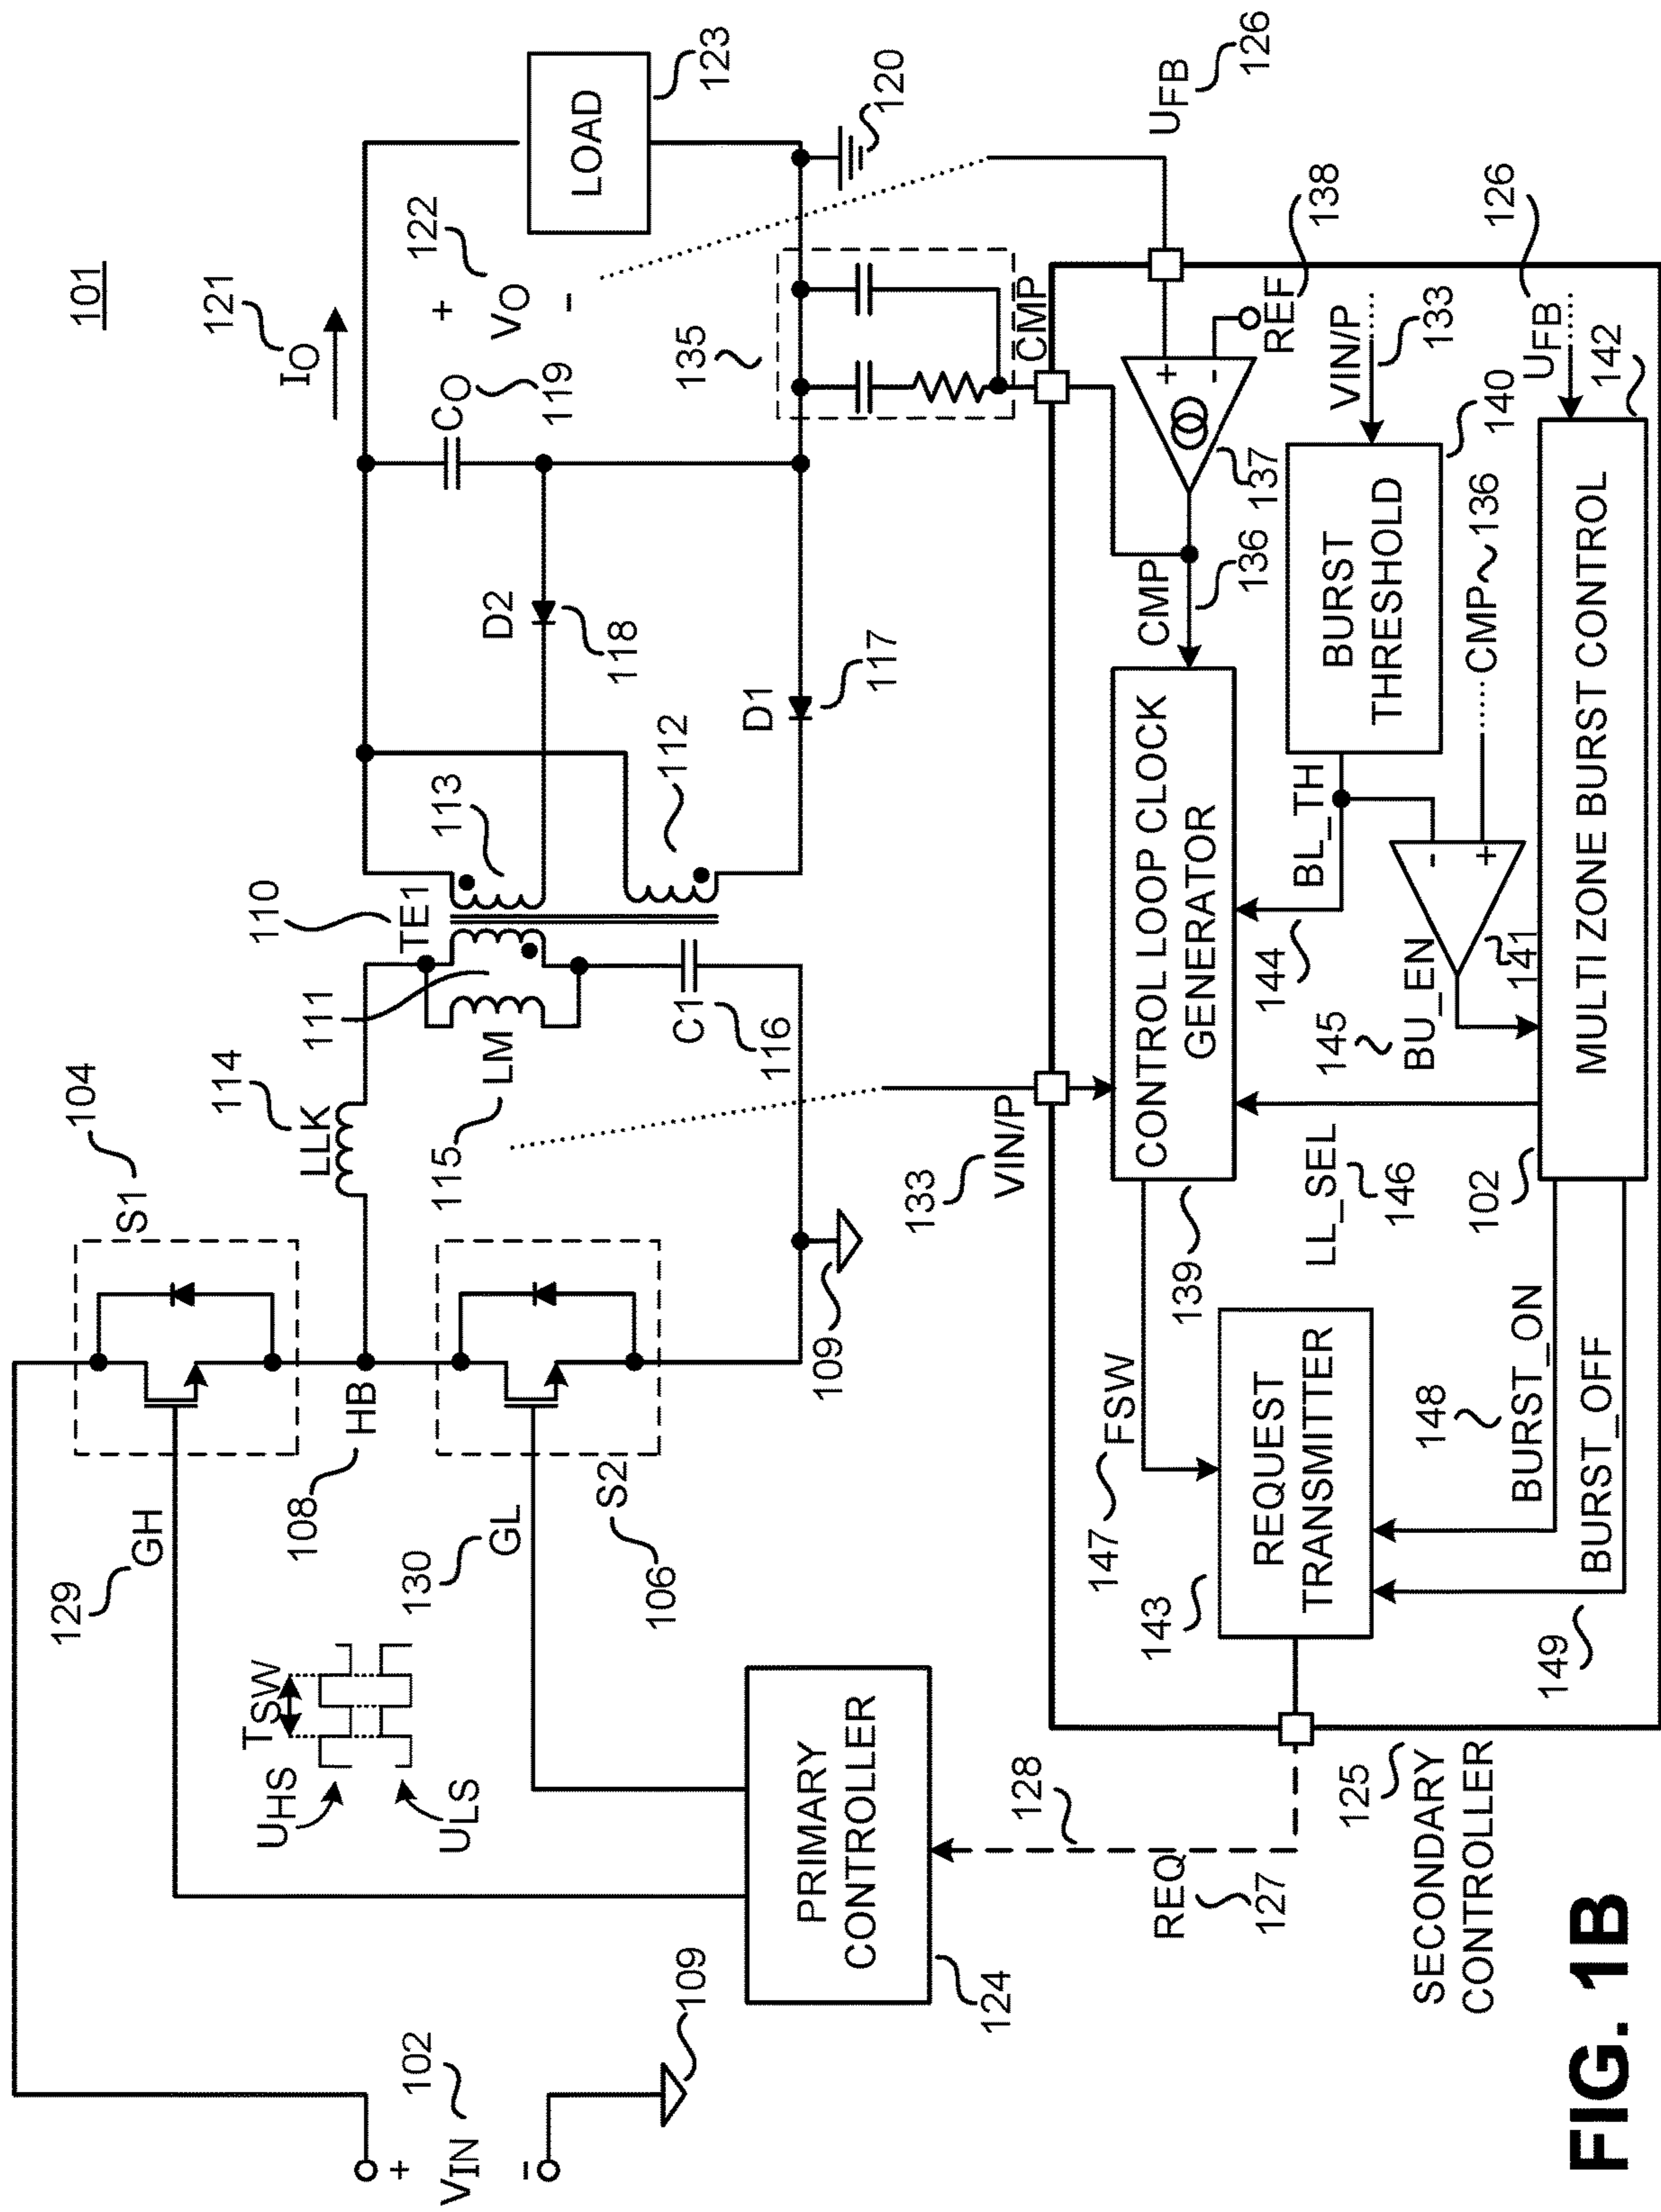 101
VIN
102
+
-
109
UHS
ULS
TSW
129
GH
108
HB
130
GL
S1
104
S2
106
114
LLK
111
LM
115
110
TE1
113
112
C1
116
109
D2
118
D1
117
CO
119
121
IO
+
VO
-
122
LOAD
123
120
135
CMP
UFB
126
PRIMARY
CONTROLLER
124
REQ
127
128
125
SECONDARY
CONTROLLER
133
VIN/P
CONTROL LOOP CLOCK
GENERATOR
139
CMP
136
137
+
-
REF
138
VIN/P
133
BURST
THRESHOLD
140
BL_TH
144
-
+
CMP
136
141
BU_EN
145
UFB
126
142
MULTI ZONE BURST CONTROL
102
LL_SEL
146
147
FSW
REQUEST
TRANSMITTER
143
148
BURST_ON
BURST_OFF
149
FIG. 1B